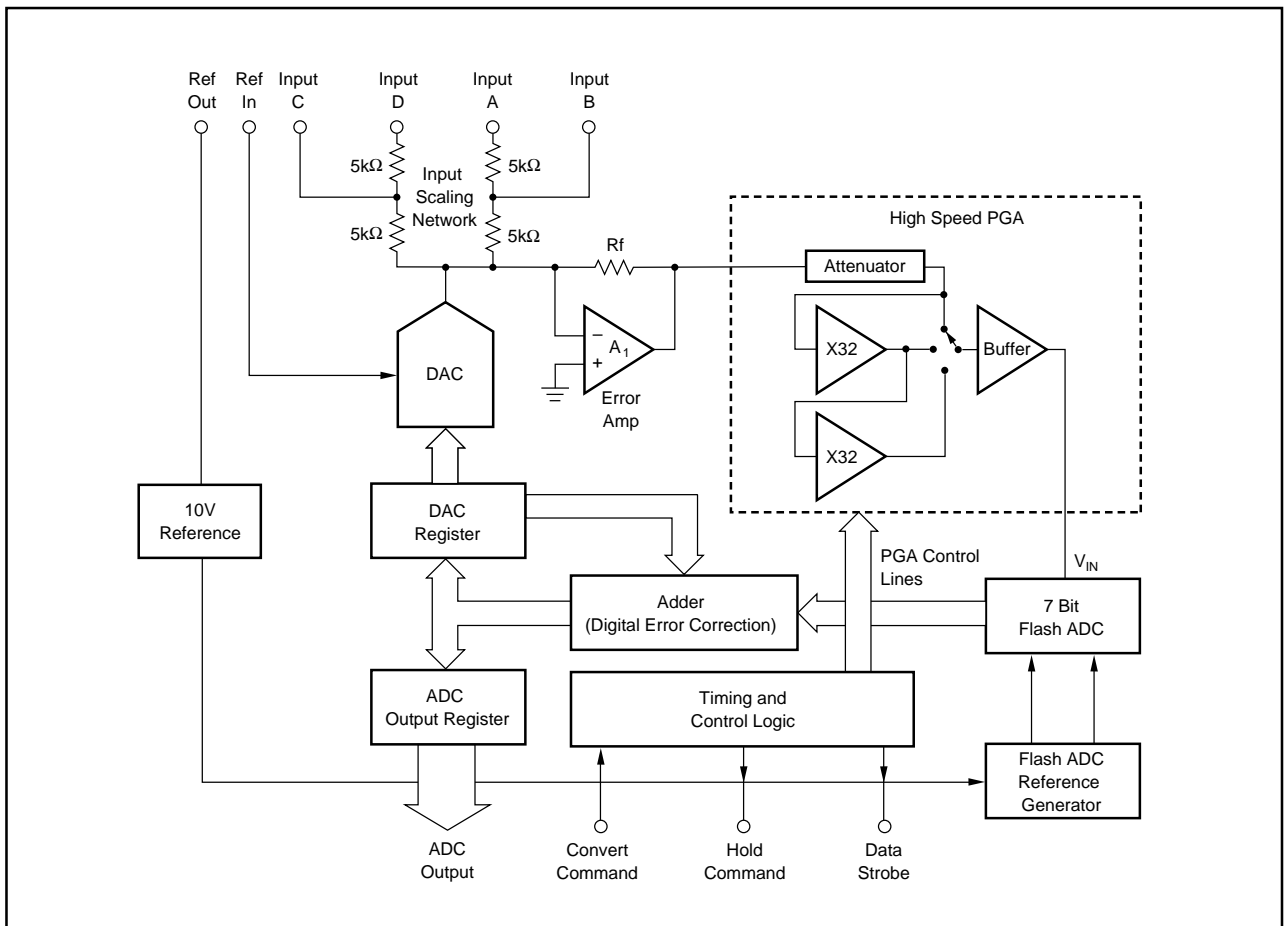 Ref
Out
Ref
In
Input
C
Input
D
Input
A
Input
B
5kΩ
5kΩ
Input
Scaling
Network
5kΩ
5kΩ
Rf
High Speed PGA
Attenuator
X32
Buffer
X32
DAC
–
+
A1
Error
Amp
10V
Reference
DAC
Register
PGA Control
Lines
VIN
Adder
(Digital Error Correction)
7 Bit
Flash ADC
ADC
Output Register
Timing and
Control Logic
Flash ADC
Reference
Generator
ADC
Output
Convert
Command
Hold
Command
Data
Strobe